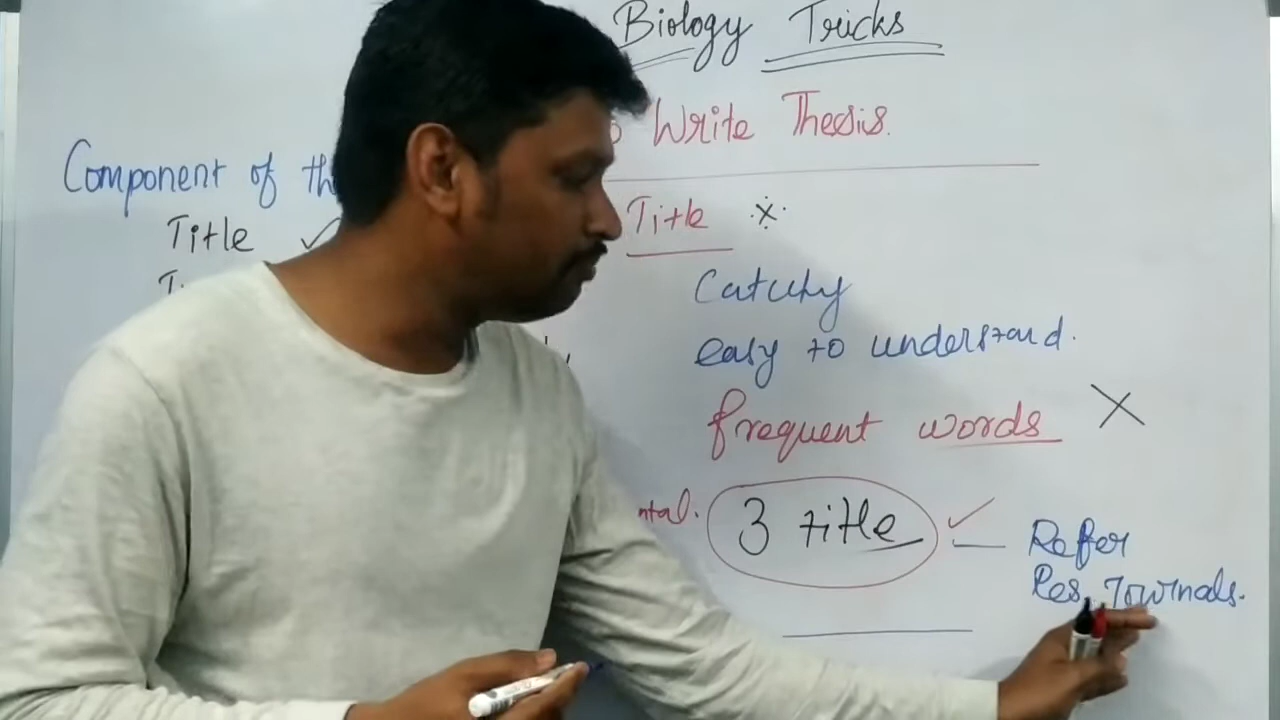 Biology Tricks
Write Thesis.
Component of th
Title ✓
Title
Catchy
easy to understand.
frequent words X
ntal.
3 title ✓ — Refer
Res. Journals.